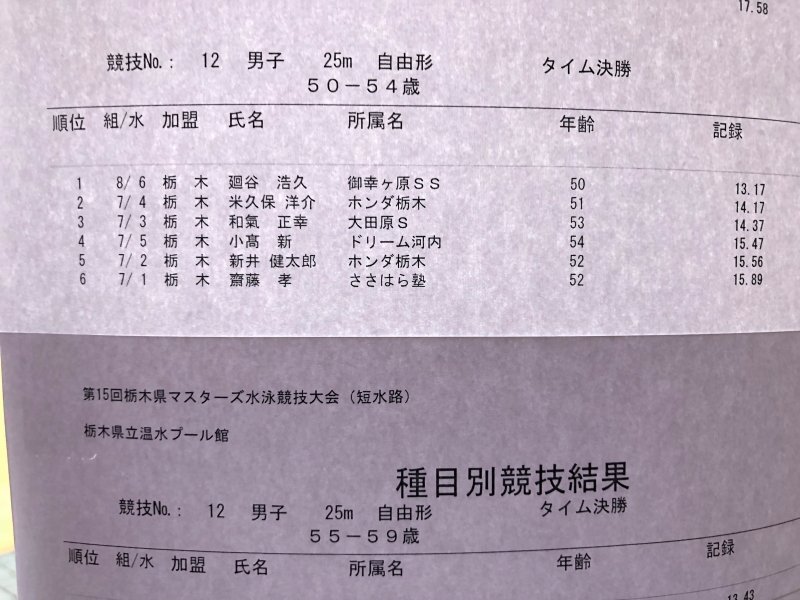 17.58
競技No.: 12 男子 25m 自由形 タイム決勝
５０－５４歳
順位 組/水 加盟 氏名 所属名 年齢 記録
1 8/ 6 栃 木 廻谷 浩久 御幸ヶ原ＳＳ 50 13.17
2 7/ 4 栃 木 米久保 洋介 ホンダ栃木 51 14.17
3 7/ 3 栃 木 和氣 正幸 大田原Ｓ 53 14.37
4 7/ 5 栃 木 小髙 新 ドリーム河内 54 15.47
5 7/ 2 栃 木 新井 健太郎 ホンダ栃木 52 15.56
6 7/ 1 栃 木 齋藤 孝 ささはら塾 52 15.89
第15回栃木県マスターズ水泳競技大会（短水路）
栃木県立温水プール館
種目別競技結果
競技No.: 12 男子 25m 自由形 タイム決勝
５５－５９歳
順位 組/水 加盟 氏名 所属名 年齢 記録
13.43